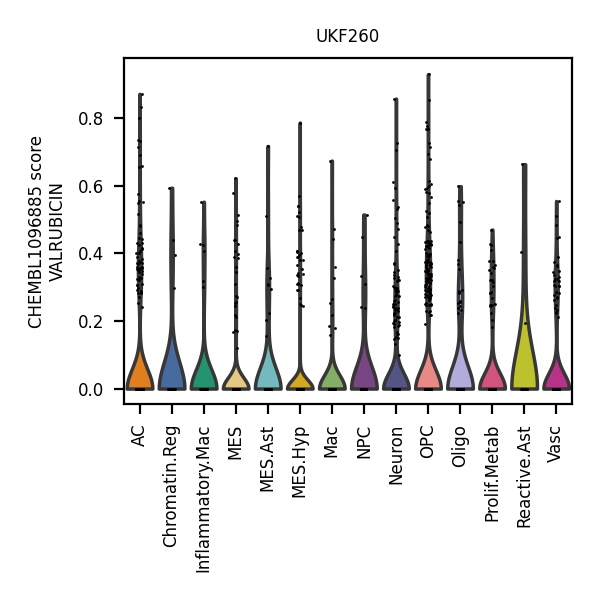 UKF260
CHEMBL1096885 score
VALRUBICIN
0.8
0.6
0.4
0.2
0.0
AC
Chromatin.Reg
Inflammatory.Mac
MES
MES.Ast
MES.Hyp
Mac
NPC
Neuron
OPC
Oligo
Prolif.Metab
Reactive.Ast
Vasc